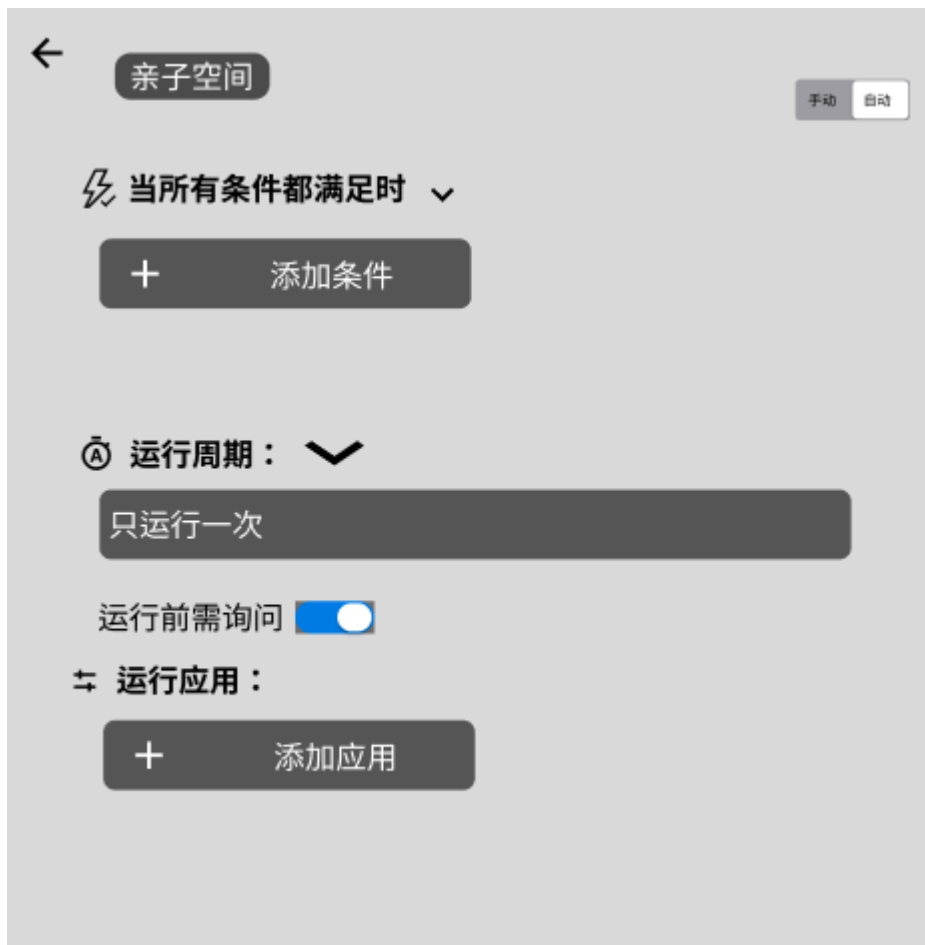 亲子空间
手动 自动
当所有条件都满足时
+ 添加条件
运行周期：
只运行一次
运行前需询问
运行应用：
+ 添加应用